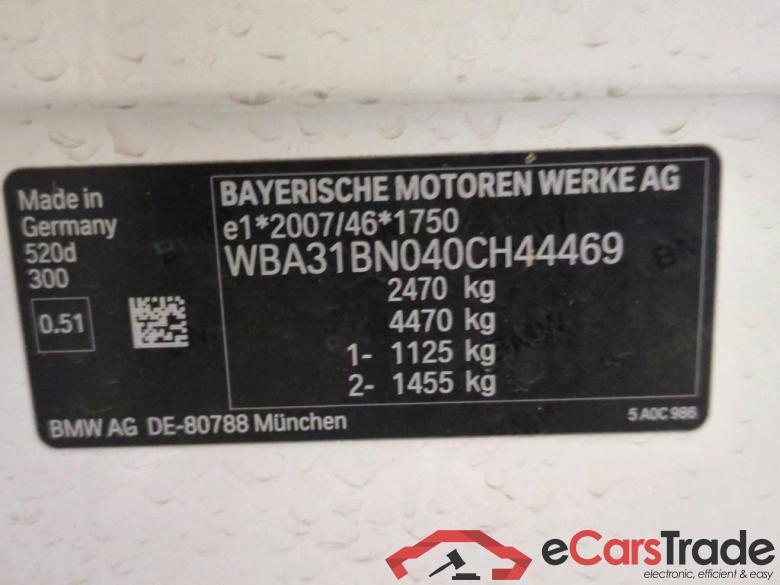 Made in
Germany
520d
300
0.51
BAYERISCHE MOTOREN WERKE AG
e1*2007/46*1750
WBA31BN040CH44469
2470 kg
4470 kg
1- 1125 kg
2- 1455 kg
BMW AG DE-80788 München
5 A0C 986
eCarsTrade
electronic, efficient & easy